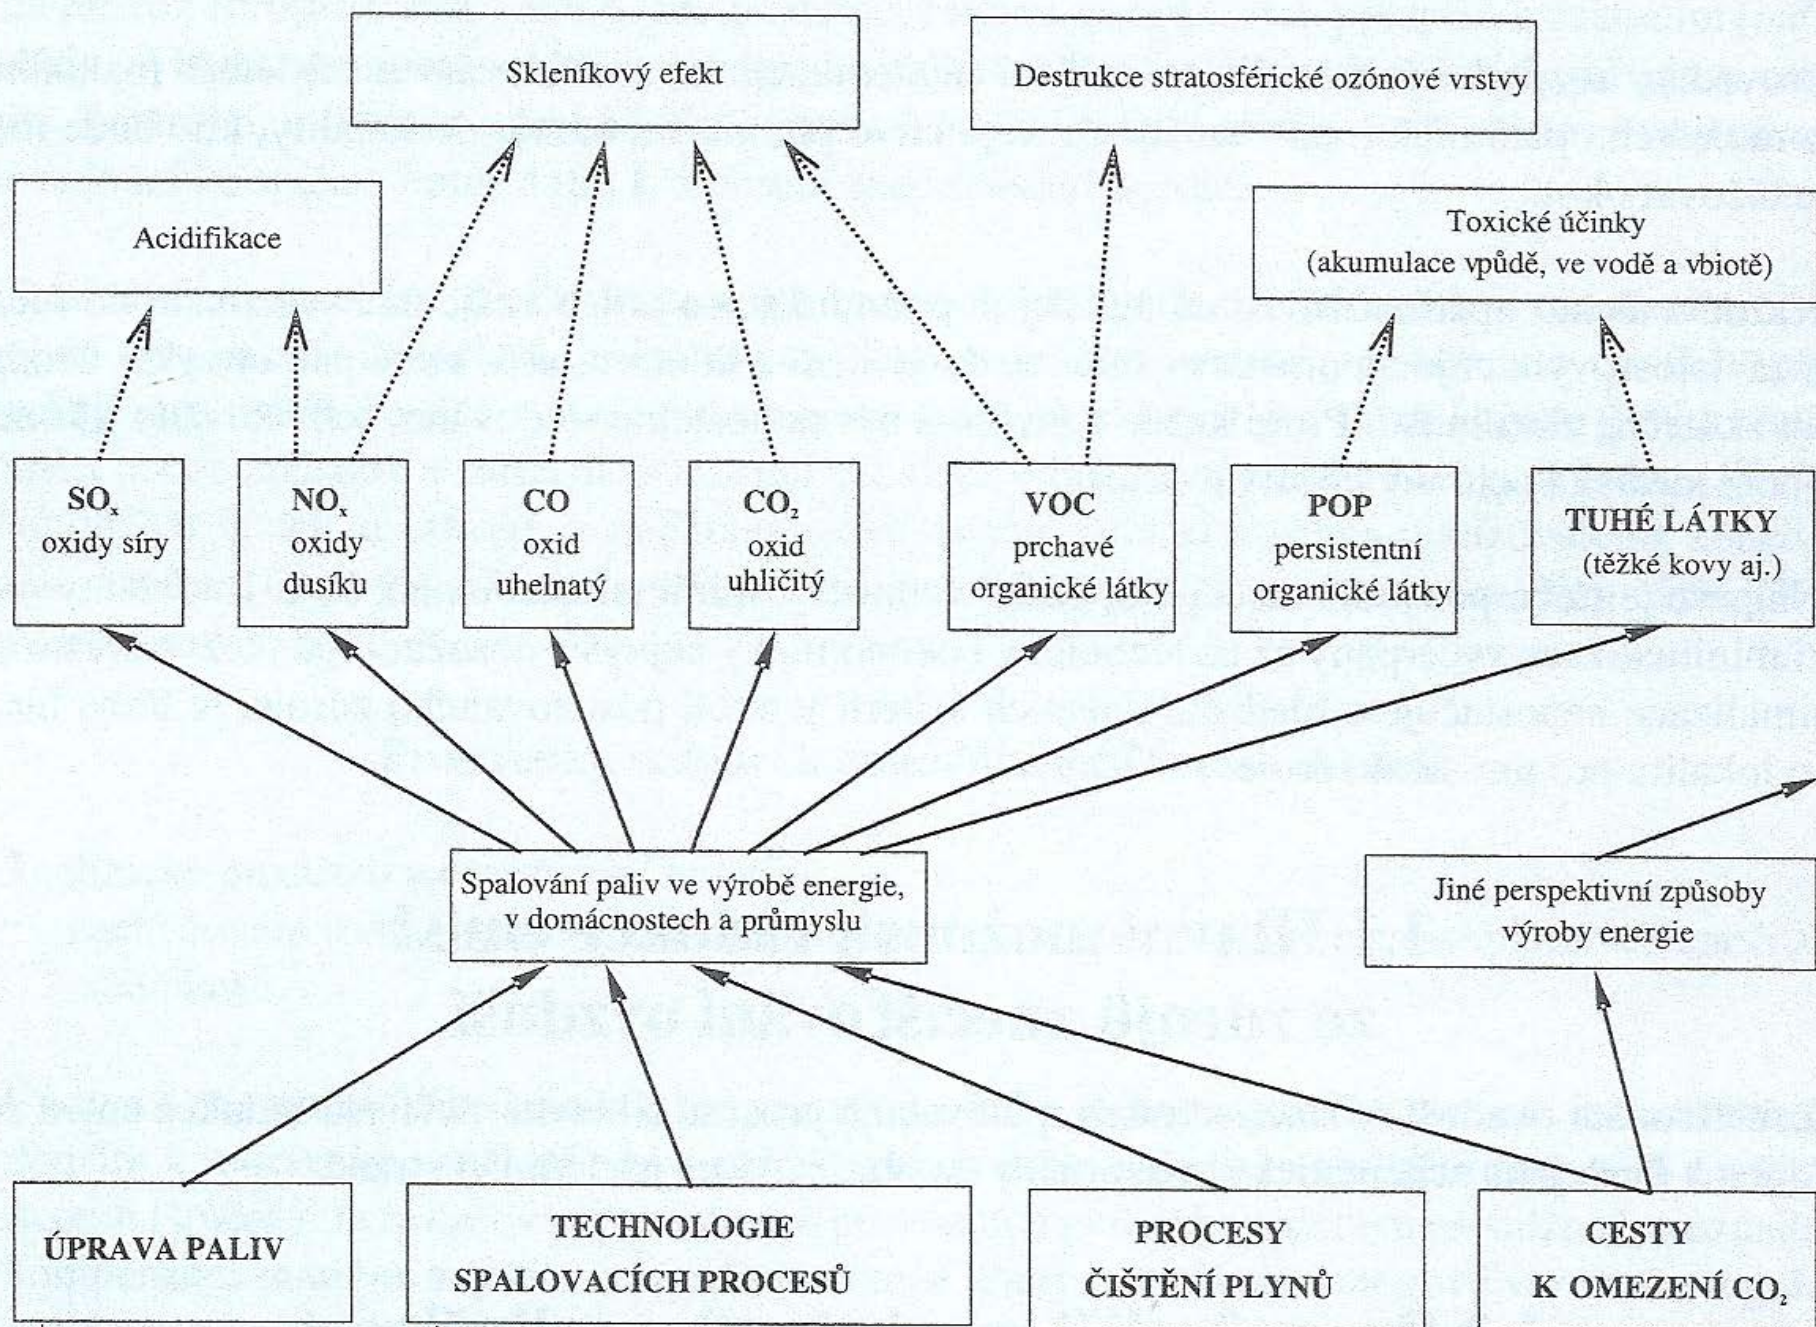 Skleníkový efekt
Destrukce stratosférické ozónové vrstvy
Acidifikace
Toxické účinky
(akumulace vpůdě, ve vodě a vbiotě)
SOₓ
oxidy síry
NOₓ
oxidy
dusíku
CO
oxid
uhelnatý
CO₂
oxid
uhličitý
VOC
prchavé
organické látky
POP
persistentní
organické látky
TUHÉ LÁTKY
(těžké kovy aj.)
Spalování paliv ve výrobě energie,
v domácnostech a průmyslu
Jiné perspektivní způsoby
výroby energie
ÚPRAVA PALIV
TECHNOLOGIE
SPALOVACÍCH PROCESŮ
PROCESY
ČIŠTĚNÍ PLYNŮ
CESTY
K OMEZENÍ CO₂